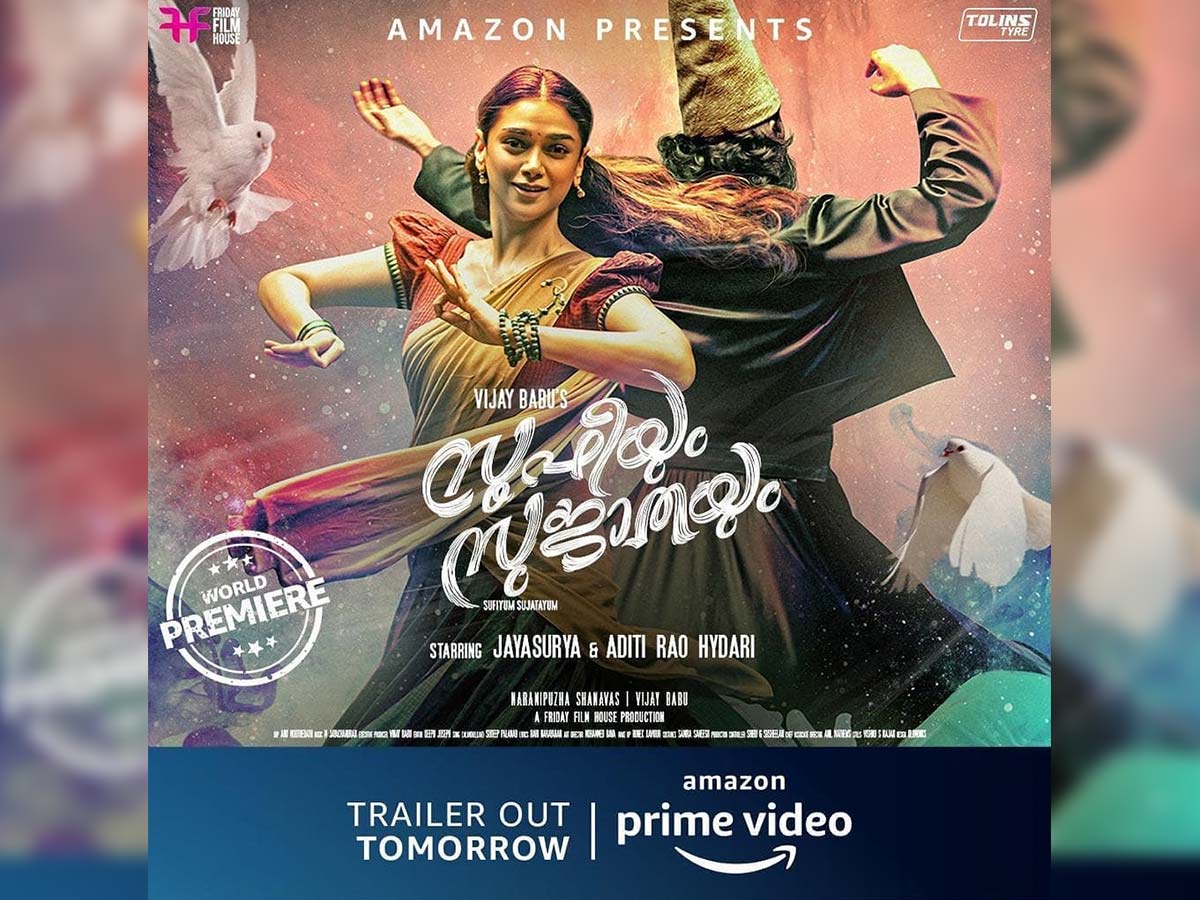 FRIDAY
FILM
HOUSE
AMAZON PRESENTS
TOLINS
TYRE
VIJAY BABU'S
സൂഫിയും
സുജാതയും
SUFIYUM SUJATAYUM
WORLD
PREMIERE
STARRING JAYASURYA & ADITI RAO HYDARI
NARANIPUZHA SHANAVAS | VIJAY BABU
A FRIDAY FILM HOUSE PRODUCTION
TRAILER OUT
TOMORROW
amazon
prime video